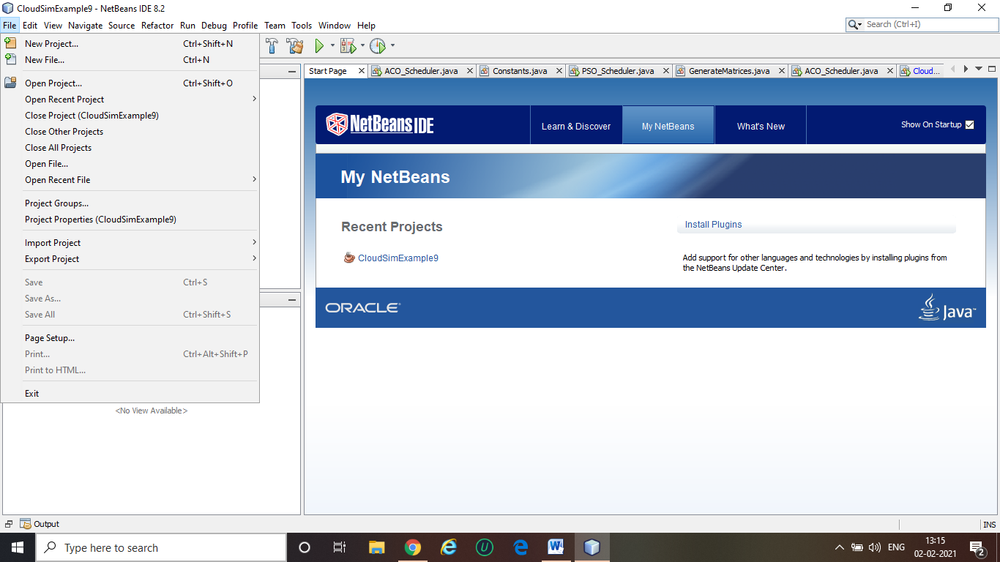 CloudSimExample9 - NetBeans IDE 8.2
File Edit View Navigate Source Refactor Run Debug Profile Team Tools Window Help
Search (Ctrl+I)
New Project... Ctrl+Shift+N
New File... Ctrl+N
Open Project... Ctrl+Shift+O
Open Recent Project
Close Project (CloudSimExample9)
Close Other Projects
Close All Projects
Open File...
Open Recent File
Project Groups...
Project Properties (CloudSimExample9)
Import Project
Export Project
Save Ctrl+S
Save As...
Save All Ctrl+Shift+S
Page Setup...
Print... Ctrl+Alt+Shift+P
Print to HTML...
Exit
<No View Available>
Start Page ACO_Scheduler.java Constants.java PSO_Scheduler.java GenerateMatrices.java ACO_Scheduler.java Cloud...
NetBeans IDE
Learn & Discover My NetBeans What's New
Show On Startup
My NetBeans
Recent Projects
CloudSimExample9
Install Plugins
Add support for other languages and technologies by installing plugins from
the NetBeans Update Center.
ORACLE
Java
Output
INS
Type here to search
ENG
13:15
02-02-2021
2